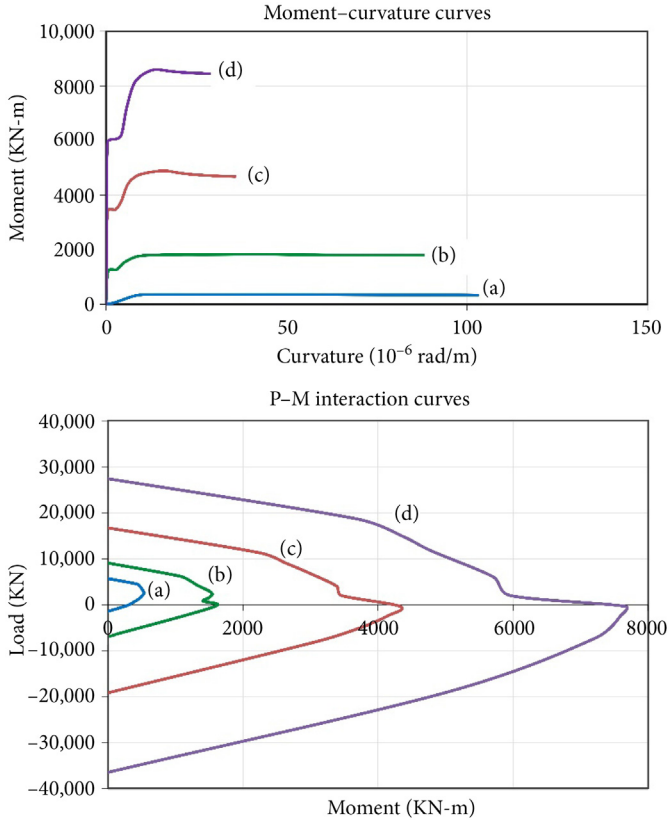 Moment–curvature curves
10,000
8000
6000
4000
2000
0
Moment (KN-m)
(d)
(c)
(b)
(a)
0
50
100
150
Curvature (10⁻⁶ rad/m)
P–M interaction curves
40,000
30,000
20,000
10,000
0
–10,000
–20,000
–30,000
–40,000
Load (KN)
(d)
(c)
(b)
(a)
0
2000
4000
6000
8000
Moment (KN-m)